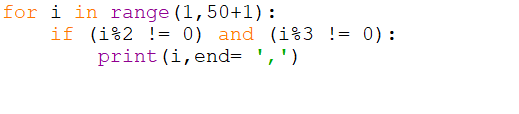 for i in range(1,50+1):
    if (i%2 != 0) and (i%3 != 0):
        print(i,end= ',')